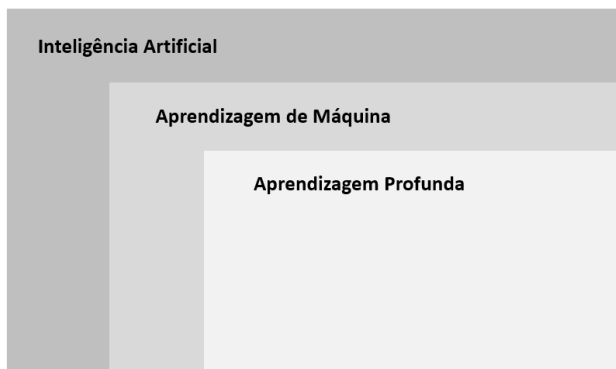 Inteligência Artificial
Aprendizagem de Máquina
Aprendizagem Profunda